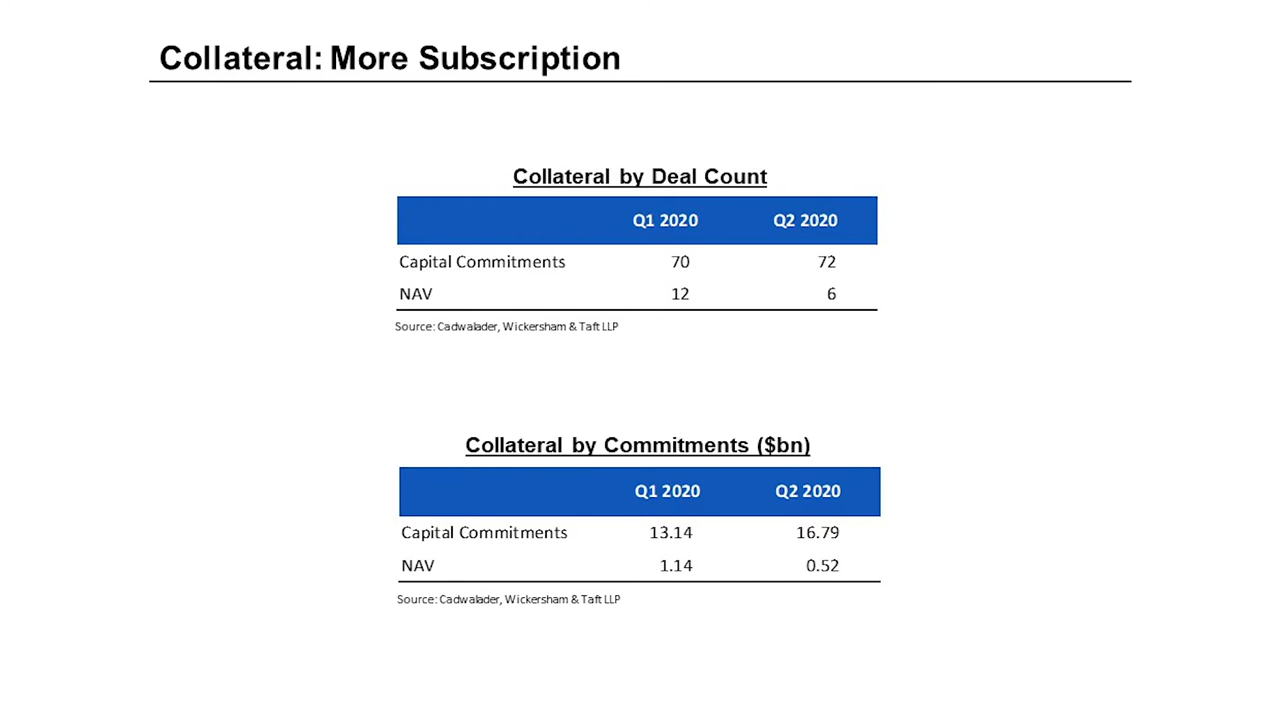 Collateral: More Subscription
Collateral by Deal Count
Q1 2020 Q2 2020
Capital Commitments 70 72
NAV 12 6
Source: Cadwalader, Wickersham & Taft LLP
Collateral by Commitments ($bn)
Q1 2020 Q2 2020
Capital Commitments 13.14 16.79
NAV 1.14 0.52
Source: Cadwalader, Wickersham & Taft LLP